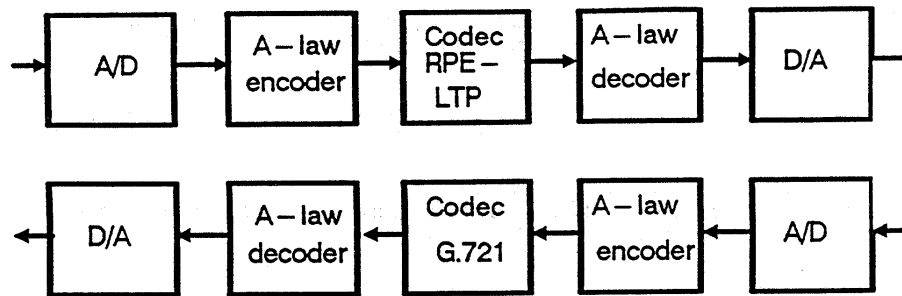 A/D
A – law
encoder
Codec
RPE –
LTP
A – law
decoder
D/A
D/A
A – law
decoder
Codec
G.721
A – law
encoder
A/D